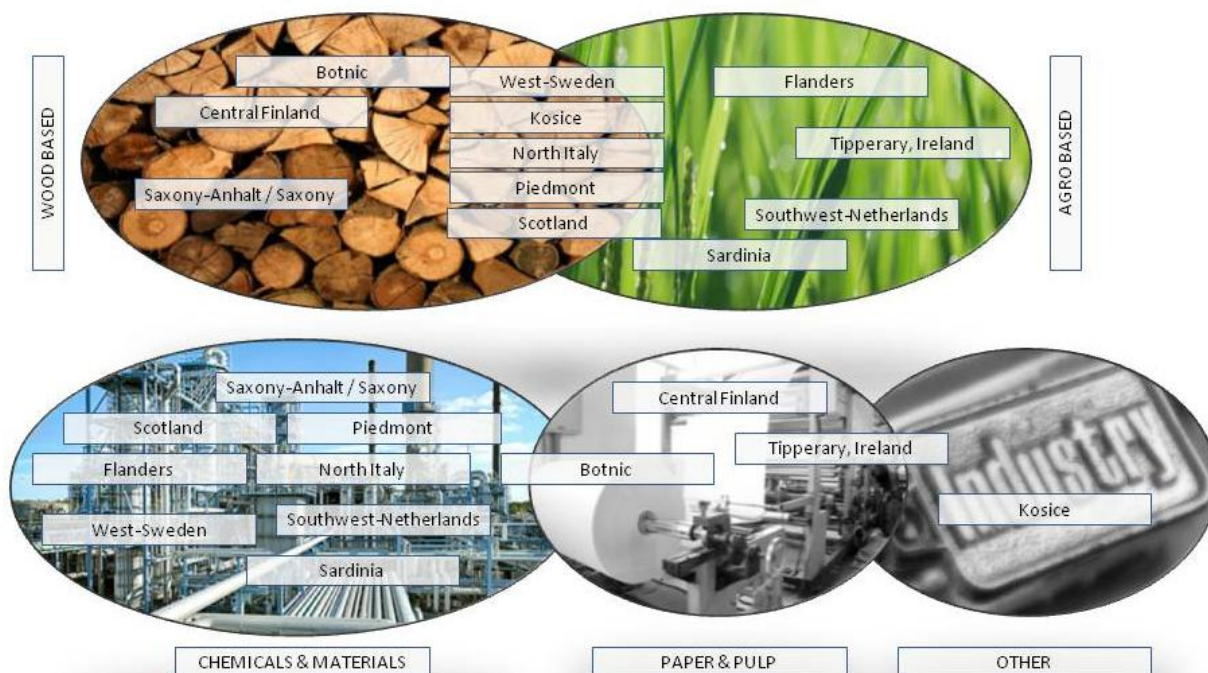 WOOD BASED
Botnic
Central Finland
Saxony-Anhalt / Saxony
West-Sweden
Kosice
North Italy
Piedmont
Scotland
Flanders
Tipperary, Ireland
Southwest-Netherlands
Sardinia
AGRO BASED
Saxony-Anhalt / Saxony
Scotland
Piedmont
Flanders
North Italy
West-Sweden
Southwest-Netherlands
Sardinia
Botnic
Central Finland
Tipperary, Ireland
Industry
Kosice
CHEMICALS & MATERIALS
PAPER & PULP
OTHER